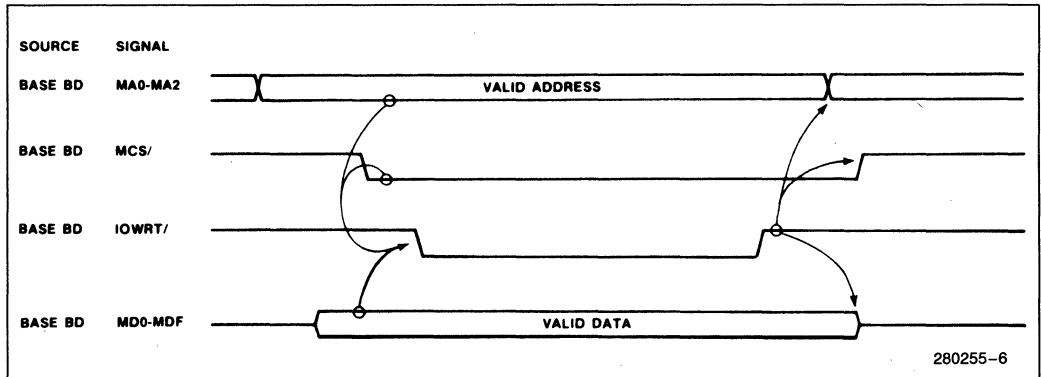 SOURCE SIGNAL
BASE BD MA0-MA2 VALID ADDRESS
BASE BD MCS/
BASE BD IOWRT/
BASE BD MD0-MDF VALID DATA
280255-6